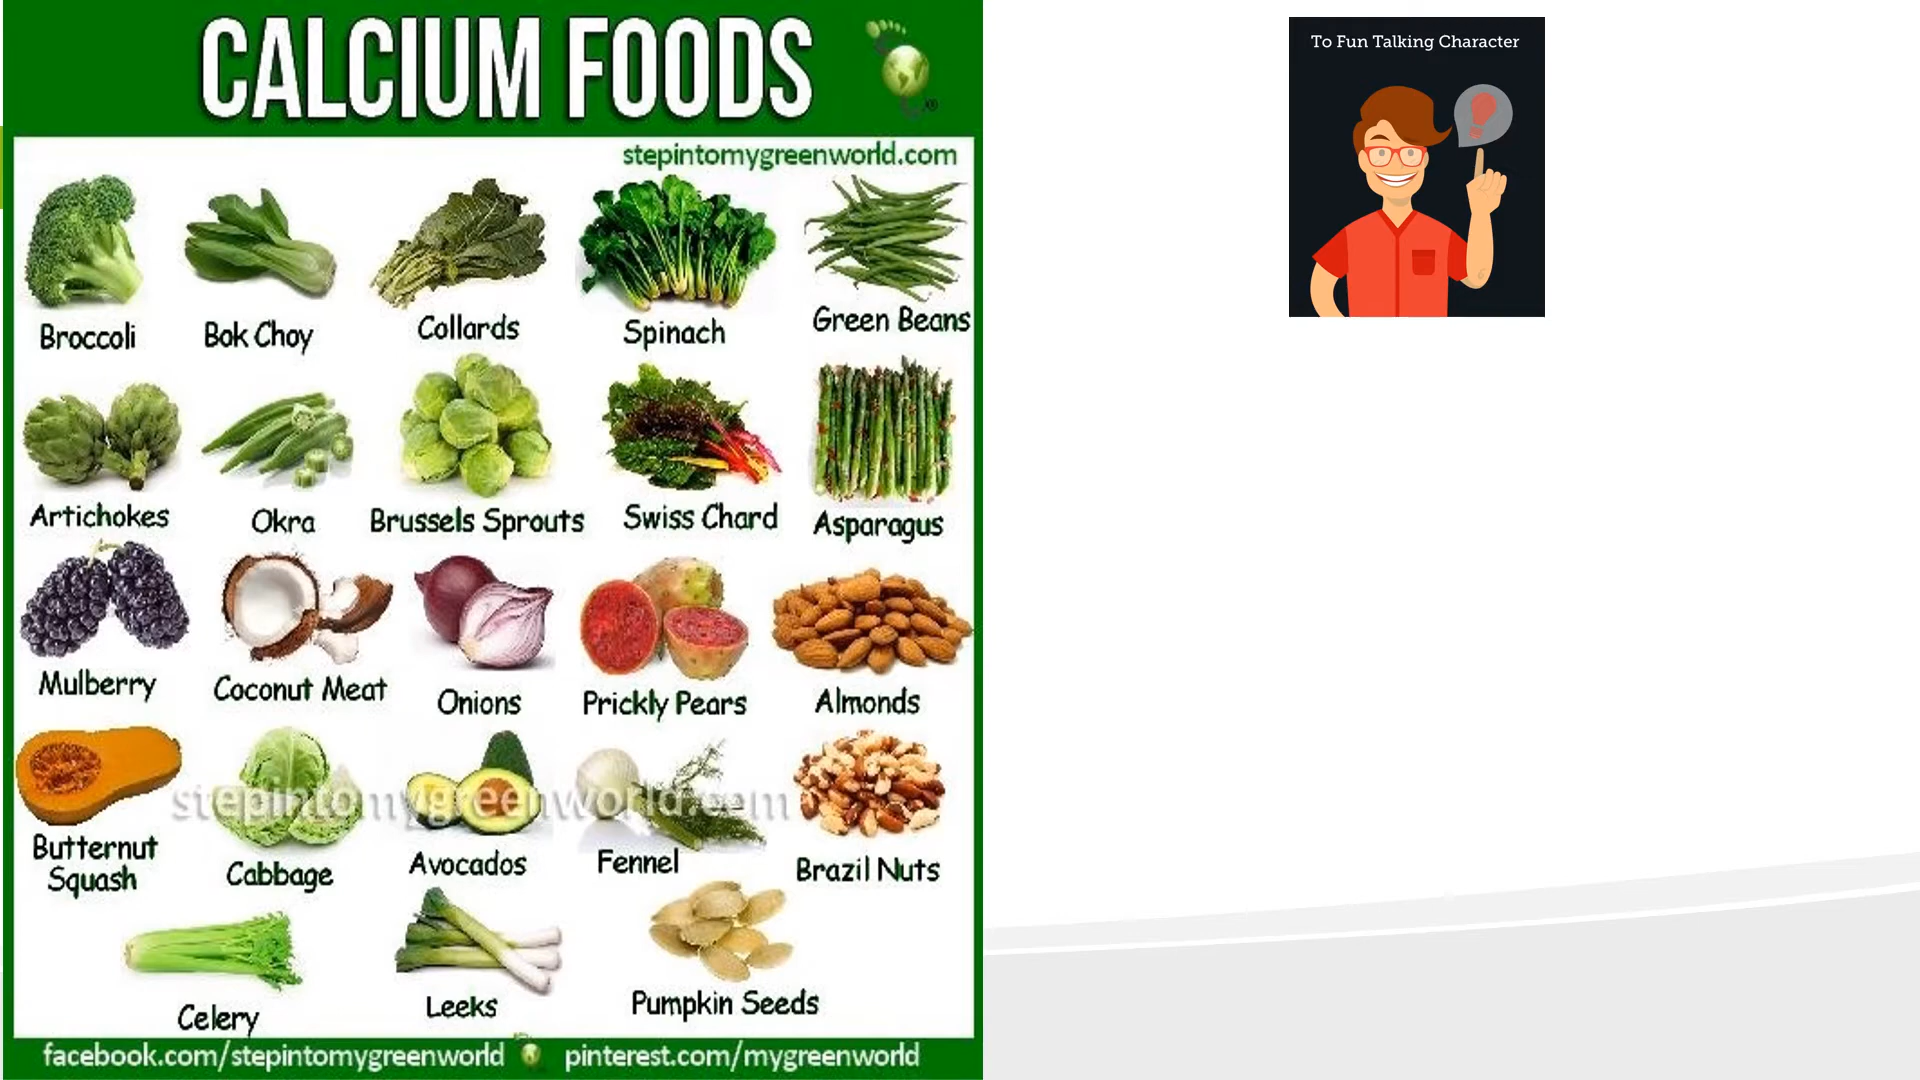 CALCIUM FOODS
stepintomygreenworld.com
Broccoli
Bok Choy
Collards
Spinach
Green Beans
Artichokes
Okra
Brussels Sprouts
Swiss Chard
Asparagus
Mulberry
Coconut Meat
Onions
Prickly Pears
Almonds
stepintomygreenworld.com
Butternut
Squash
Cabbage
Avocados
Fennel
Brazil Nuts
Celery
Leeks
Pumpkin Seeds
facebook.com/stepintomygreenworld
pinterest.com/mygreenworld
To Fun Talking Character